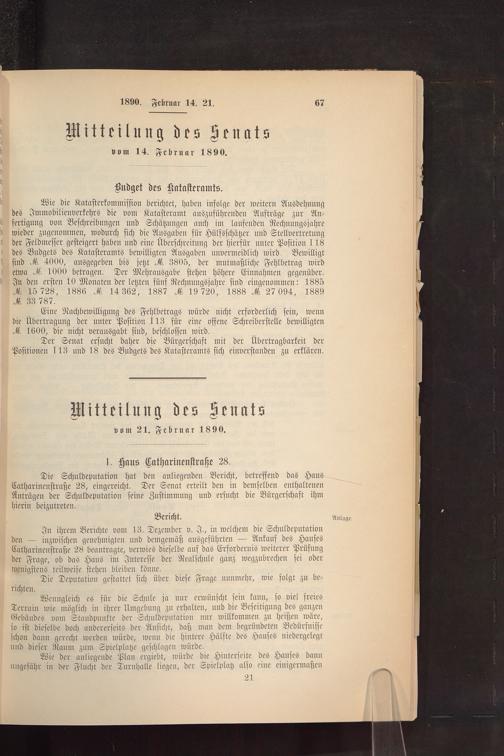 1890. Februar 14. 21.
67
Mitteilung des Senats
vom 14. Februar 1890.
Budget des Katasteramts.
Wie die Katasterkommission berichtet, haben infolge der weitern Ausdehnung
des Immobilienverkehrs die vom Katasteramt auszuführenden Aufträge zur An-
fertigung von Beschreibungen und Schätzungen auch im laufenden Rechnungsjahre
wieder zugenommen, wodurch sich die Ausgaben für Hülfsschätzer und Stellvertretung
der Feldmesser gesteigert haben und eine Überschreitung der hierfür unter Position I 18
des Budgets des Katasteramts bewilligten Ausgaben unvermeidlich wird. Bewilligt
sind ℳ 4000, ausgegeben bis jetzt ℳ 3805, der mutmaßliche Fehlbetrag wird
etwa ℳ 1000 betragen. Der Mehrausgabe stehen höhere Einnahmen gegenüber.
In den ersten 10 Monaten der letzten fünf Rechnungsjahre sind eingenommen: 1885
ℳ 15 728, 1886 ℳ 14 362, 1887 ℳ 19 720, 1888 ℳ 27 094, 1889
ℳ 33 787.
Eine Nachbewilligung des Fehlbetrags würde nicht erforderlich sein, wenn
die Übertragung der unter Position I 13 für eine offene Schreiberstelle bewilligten
ℳ 1600, die nicht verausgabt sind, beschlossen wird.
Der Senat ersucht daher die Bürgerschaft mit der Übertragbarkeit der
Positionen I 13 und 18 des Budgets des Katasteramts sich einverstanden zu erklären.
Mitteilung des Senats
vom 21. Februar 1890.
1. Haus Catharinenstraße 28.
Die Schuldeputation hat den anliegenden Bericht, betreffend das Haus
Catharinenstraße 28, eingereicht. Der Senat erteilt den in demselben enthaltenen
Anträgen der Schuldeputation seine Zustimmung und ersucht die Bürgerschaft ihm
hierin beizutreten.
Bericht.
Anlage.
In ihrem Berichte vom 13. Dezember v. J., in welchem die Schuldeputation
den — inzwischen genehmigten und demgemäß ausgeführten — Ankauf des Hauses
Catharinenstraße 28 beantragte, verwies dieselbe auf das Erfordernis weiterer Prüfung
der Frage, ob das Haus im Interesse der Realschule ganz wegzubrechen sei oder
wenigstens teilweise stehen bleiben könne.
Die Deputation gestattet sich über diese Frage nunmehr, wie folgt zu be-
richten.
Wenngleich es für die Schule ja nur erwünscht sein kann, so viel freies
Terrain wie möglich in ihrer Umgebung zu erhalten, und die Beseitigung des ganzen
Gebäudes vom Standpunkte der Schuldeputation nur willkommen zu heißen wäre,
so ist dieselbe doch andererseits der Ansicht, daß man dem begründeten Bedürfnisse
schon dann gerecht werden würde, wenn die hintere Hälfte des Hauses niedergelegt
und dieser Raum zum Spielplatz geschlagen würde.
Wie der anliegende Plan ergiebt, würde die Hinterseite des Hauses dann
ungefähr in der Flucht der Turnhalle liegen, der Spielplatz also eine einigermaßen
21